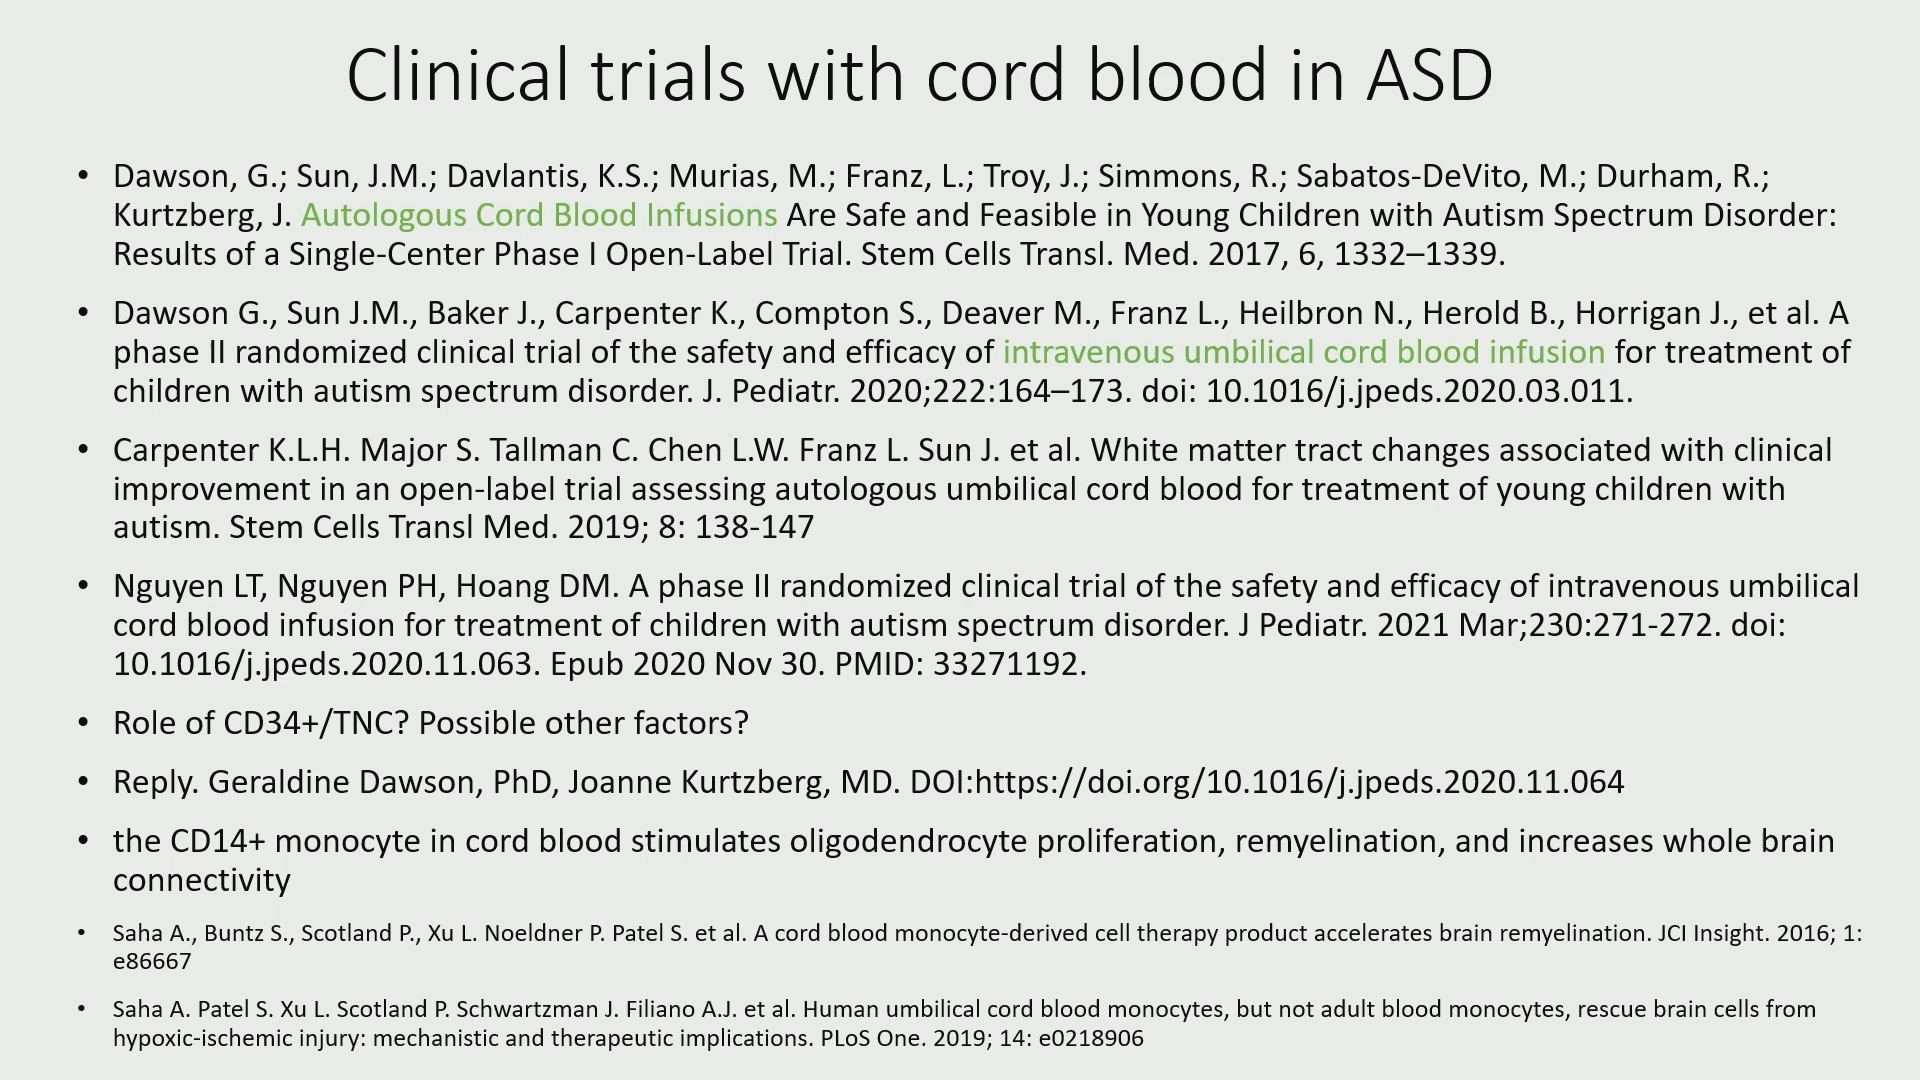 Clinical trials with cord blood in ASD
• Dawson, G.; Sun, J.M.; Davlantis, K.S.; Murias, M.; Franz, L.; Troy, J.; Simmons, R.; Sabatos-DeVito, M.; Durham, R.;
Kurtzberg, J. Autologous Cord Blood Infusions Are Safe and Feasible in Young Children with Autism Spectrum Disorder:
Results of a Single-Center Phase I Open-Label Trial. Stem Cells Transl. Med. 2017, 6, 1332–1339.
• Dawson G., Sun J.M., Baker J., Carpenter K., Compton S., Deaver M., Franz L., Heilbron N., Herold B., Horrigan J., et al. A
phase II randomized clinical trial of the safety and efficacy of intravenous umbilical cord blood infusion for treatment of
children with autism spectrum disorder. J. Pediatr. 2020;222:164–173. doi: 10.1016/j.jpeds.2020.03.011.
• Carpenter K.L.H. Major S. Tallman C. Chen L.W. Franz L. Sun J. et al. White matter tract changes associated with clinical
improvement in an open-label trial assessing autologous umbilical cord blood for treatment of young children with
autism. Stem Cells Transl Med. 2019; 8: 138-147
• Nguyen LT, Nguyen PH, Hoang DM. A phase II randomized clinical trial of the safety and efficacy of intravenous umbilical
cord blood infusion for treatment of children with autism spectrum disorder. J Pediatr. 2021 Mar;230:271-272. doi:
10.1016/j.jpeds.2020.11.063. Epub 2020 Nov 30. PMID: 33271192.
• Role of CD34+/TNC? Possible other factors?
• Reply. Geraldine Dawson, PhD, Joanne Kurtzberg, MD. DOI:https://doi.org/10.1016/j.jpeds.2020.11.064
• the CD14+ monocyte in cord blood stimulates oligodendrocyte proliferation, remyelination, and increases whole brain
connectivity
• Saha A., Buntz S., Scotland P., Xu L. Noeldner P. Patel S. et al. A cord blood monocyte-derived cell therapy product accelerates brain remyelination. JCI Insight. 2016; 1:
e86667
• Saha A. Patel S. Xu L. Scotland P. Schwartzman J. Filiano A.J. et al. Human umbilical cord blood monocytes, but not adult blood monocytes, rescue brain cells from
hypoxic-ischemic injury: mechanistic and therapeutic implications. PLoS One. 2019; 14: e0218906